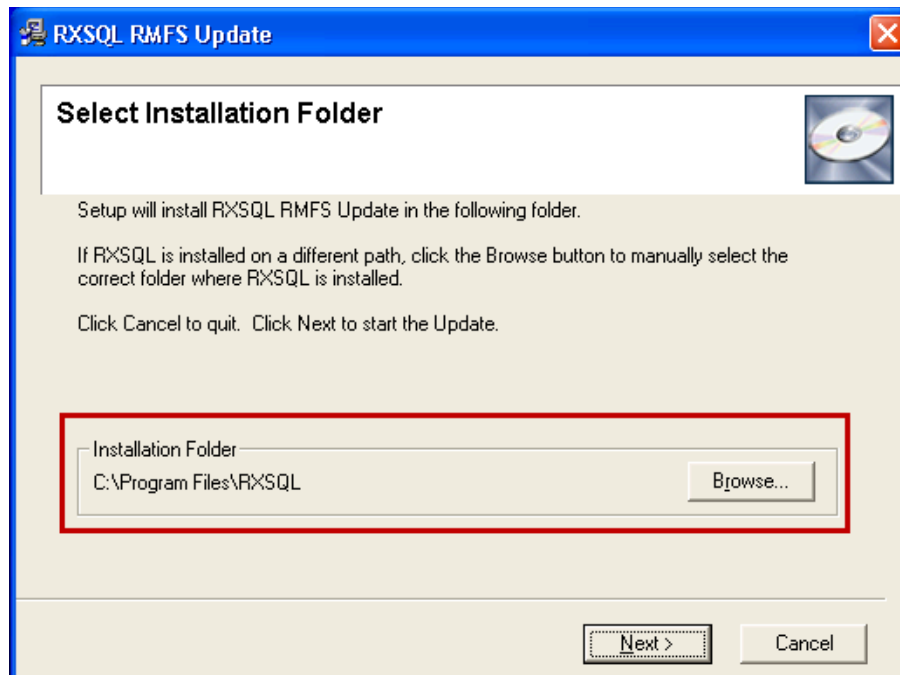 RXSQL RMFS Update
Select Installation Folder
Setup will install RXSQL RMFS Update in the following folder.
If RXSQL is installed on a different path, click the Browse button to manually select the
correct folder where RXSQL is installed.
Click Cancel to quit.  Click Next to start the Update.
Installation Folder
C:\Program Files\RXSQL
Browse...
Next >
Cancel